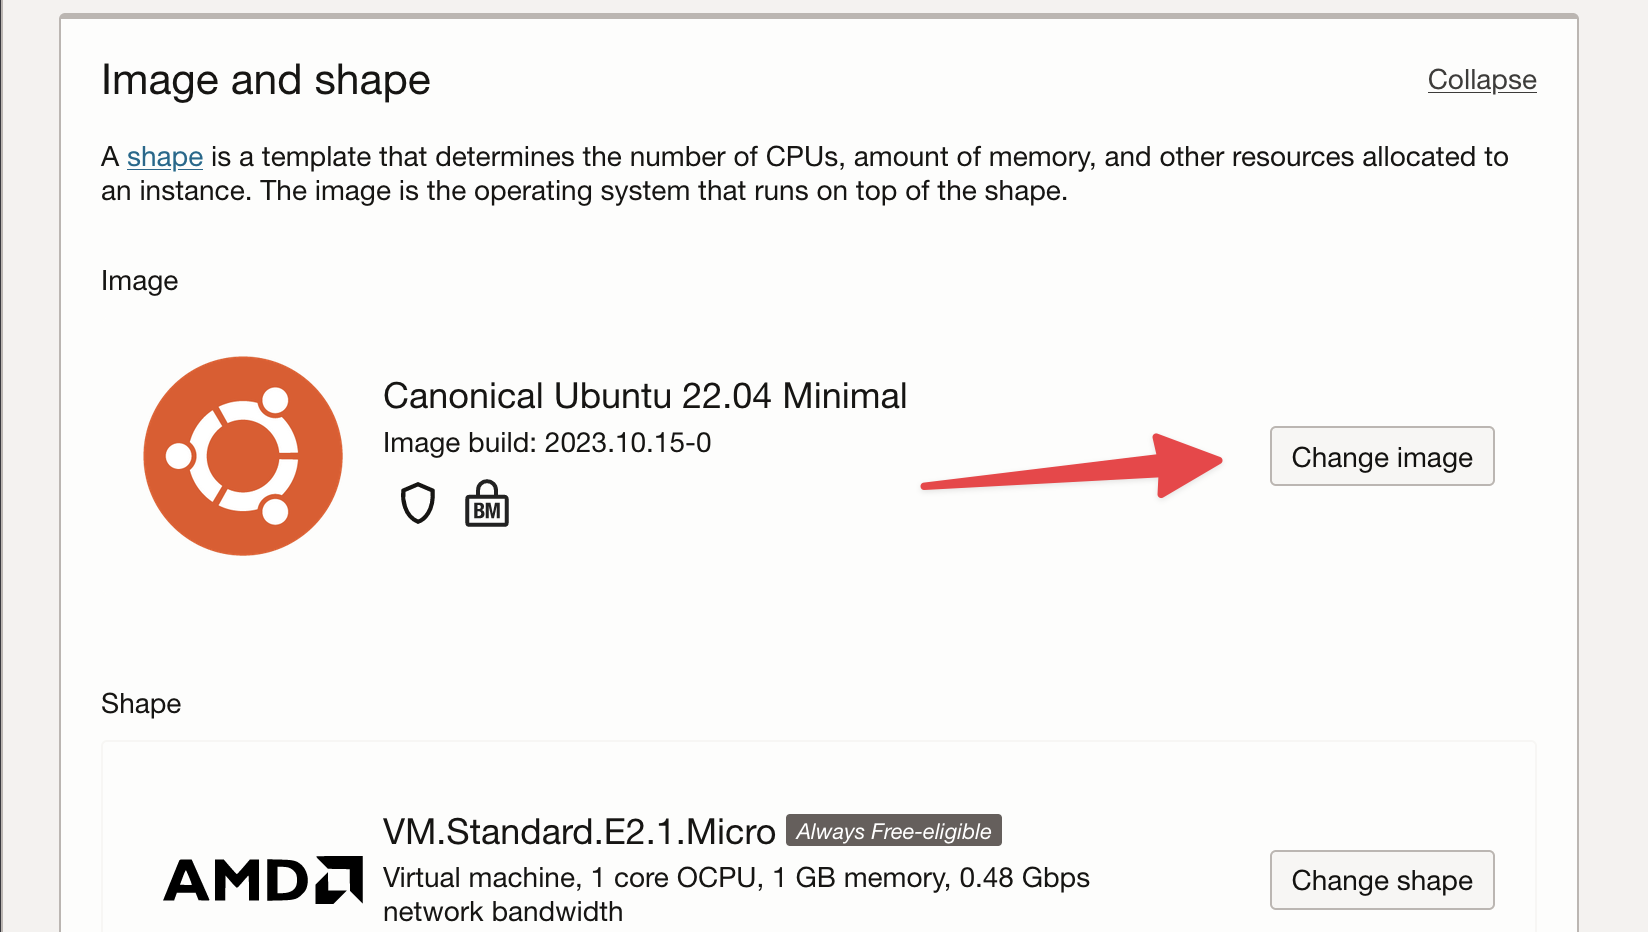 Image and shape
Collapse
A shape is a template that determines the number of CPUs, amount of memory, and other resources allocated to
an instance. The image is the operating system that runs on top of the shape.
Image
Canonical Ubuntu 22.04 Minimal
Image build: 2023.10.15-0
BM
Change image
Shape
VM.Standard.E2.1.Micro Always Free-eligible
AMD
Virtual machine, 1 core OCPU, 1 GB memory, 0.48 Gbps
network bandwidth
Change shape